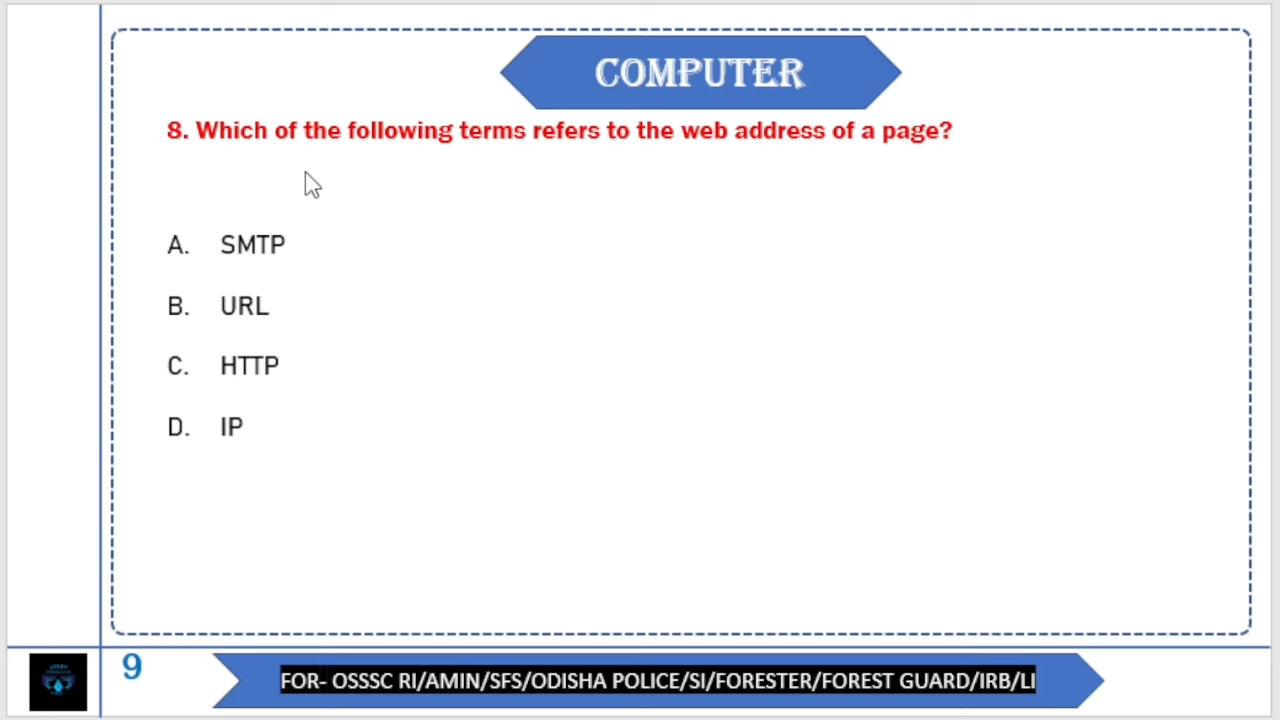 COMPUTER
8. Which of the following terms refers to the web address of a page?
A. SMTP
B. URL
C. HTTP
D. IP
9
FOR- OSSSC RI/AMIN/SFS/ODISHA POLICE/SI/FORESTER/FOREST GUARD/IRB/LI